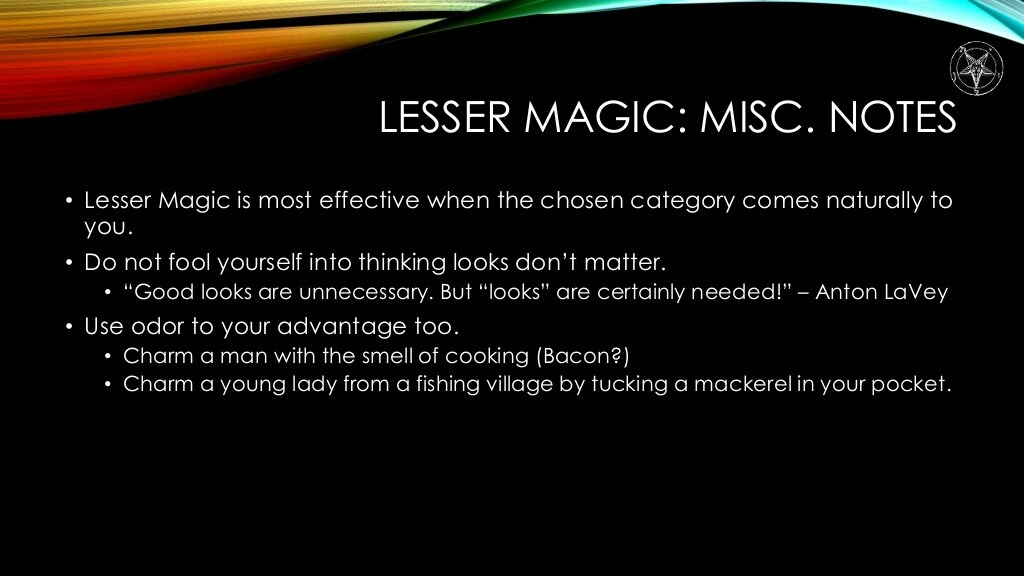 LESSER MAGIC: MISC. NOTES
• Lesser Magic is most effective when the chosen category comes naturally to
you.
• Do not fool yourself into thinking looks don’t matter.
• “Good looks are unnecessary. But “looks” are certainly needed!” – Anton LaVey
• Use odor to your advantage too.
• Charm a man with the smell of cooking (Bacon?)
• Charm a young lady from a fishing village by tucking a mackerel in your pocket.